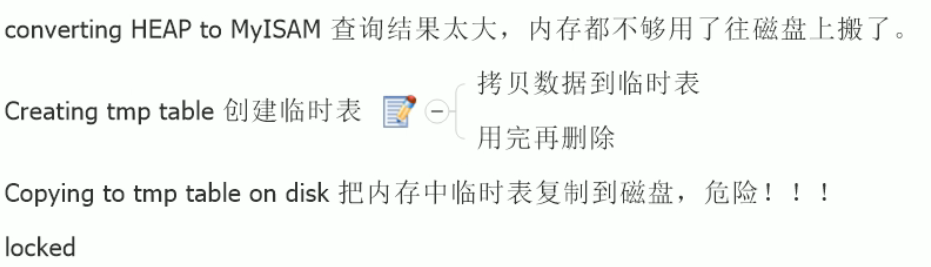 converting HEAP to MyISAM 查询结果太大，内存都不够用了往磁盘上搬了。
Creating tmp table 创建临时表
拷贝数据到临时表
用完再删除
Copying to tmp table on disk 把内存中临时表复制到磁盘，危险！！！
locked